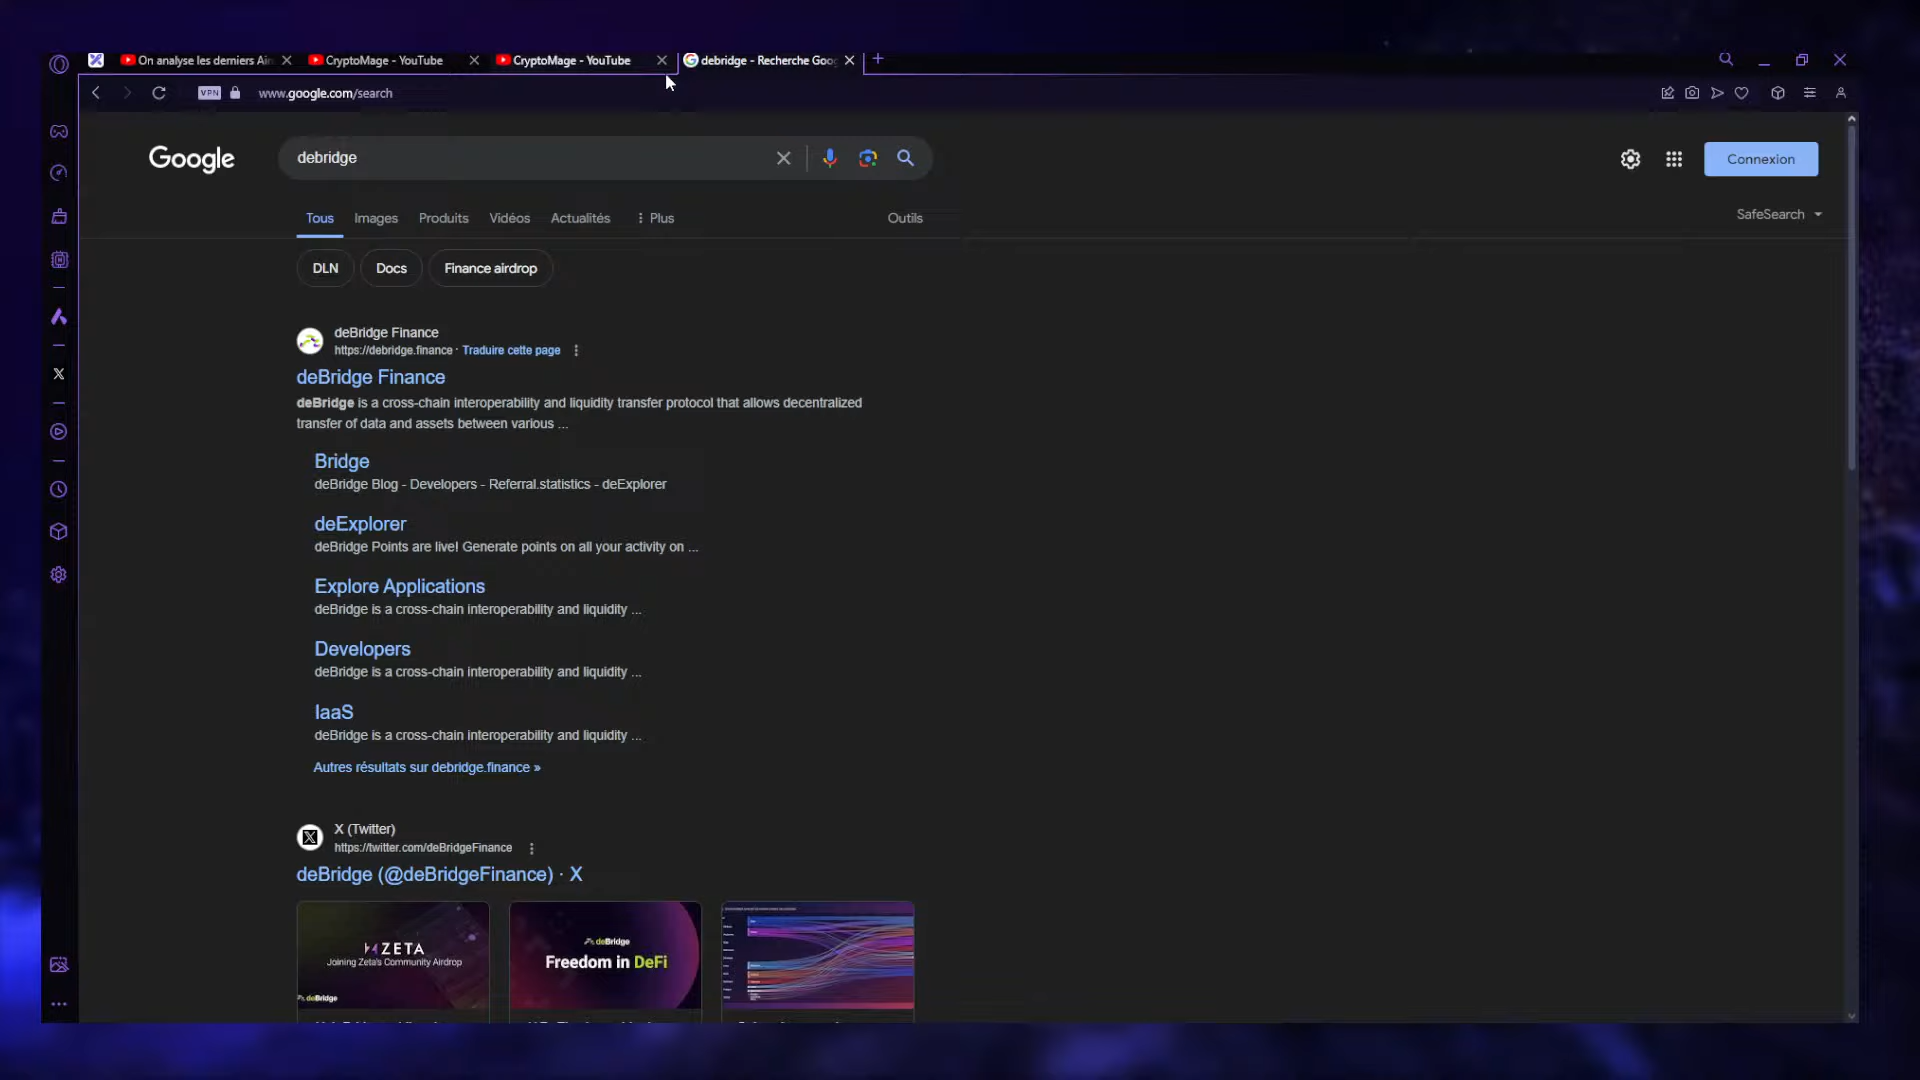 On analyse les derniers Air
CryptoMage - YouTube
CryptoMage - YouTube
debridge - Recherche Goog
VPN
www.google.com/search
Google
debridge
Connexion
Tous
Images
Produits
Vidéos
Actualités
Plus
Outils
SafeSearch
DLN
Docs
Finance airdrop
deBridge Finance
https://debridge.finance · Traduire cette page
deBridge Finance
deBridge is a cross-chain interoperability and liquidity transfer protocol that allows decentralized
transfer of data and assets between various ...
Bridge
deBridge Blog - Developers - Referral.statistics - deExplorer
deExplorer
deBridge Points are live! Generate points on all your activity on ...
Explore Applications
deBridge is a cross-chain interoperability and liquidity ...
Developers
deBridge is a cross-chain interoperability and liquidity ...
IaaS
deBridge is a cross-chain interoperability and liquidity ...
Autres résultats sur debridge.finance »
X (Twitter)
https://twitter.com/deBridgeFinance
deBridge (@deBridgeFinance) · X
ZETA
Joining Zeta's Community Airdrop
deBridge
deBridge
Freedom in DeFi